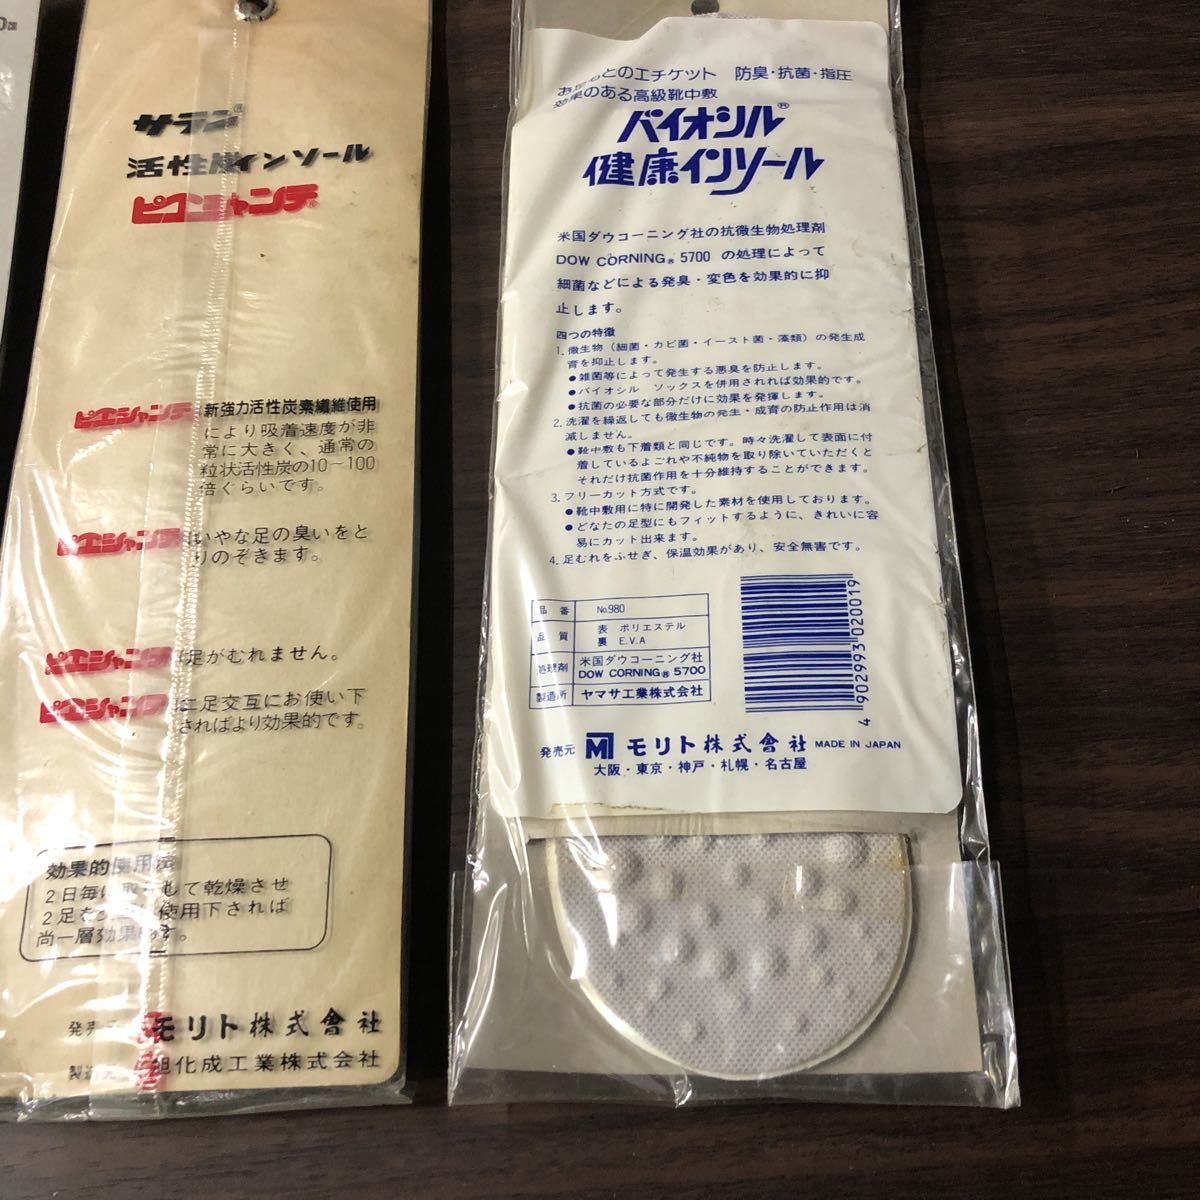 サラン®
活性炭インソール
ピエシャンテ
ピエシャンテ 新強力活性炭素繊維使用
により吸着速度が非
常に大きく、通常の
粒状活性炭の10－100
倍ぐらいです。
ピエシャンテ いやな足の臭いをと
りのぞきます。
ピエシャンテ 足がむれません。
ピエシャンテ 二足交互にお使い下
さればより効果的です。
効果的使用法
2日毎に取出して乾燥させ
2足を交互に使用下されば
尚一層効果的です。
発売元 モリト株式會社
製造元 旭化成工業株式会社
お足もとのエチケット 防臭・抗菌・指圧
効果のある高級靴中敷
バイオシル®
健康インソール
米国ダウコーニング社の抗微生物処理剤
DOW CORNING® 5700 の処理によって
細菌などによる発臭・変色を効果的に抑
止します。
四つの特徴
1. 微生物（細菌・カビ菌・イースト菌・藻類）の発生成
育を抑止します。
●雑菌等によって発生する悪臭を防止します。
●バイオシル ソックスを併用されれば効果的です。
●抗菌の必要な部分だけに効果を発揮します。
2. 洗濯を繰返しても微生物の発生・成育の防止作用は消
滅しません。
●靴中敷も下着類と同じです。時々洗濯して表面に付
着しているよごれや不純物を取り除いていただくと
それだけ抗菌作用を十分維持することができます。
3. フリーカット方式です。
●靴中敷用に特に開発した素材を使用しております。
●どなたの足型にもフィットするように、きれいに容
易にカット出来ます。
4. 足むれをふせぎ、保温効果があり、安全無害です。
品番 No.980
品質 表 ポリエステル
裏 E.V.A
処理剤 米国ダウコーニング社
DOW CORNING® 5700
製造所 ヤマサ工業株式会社
4 902993 020019
発売元 M モリト株式會社 MADE IN JAPAN
大阪・東京・神戸・札幌・名古屋